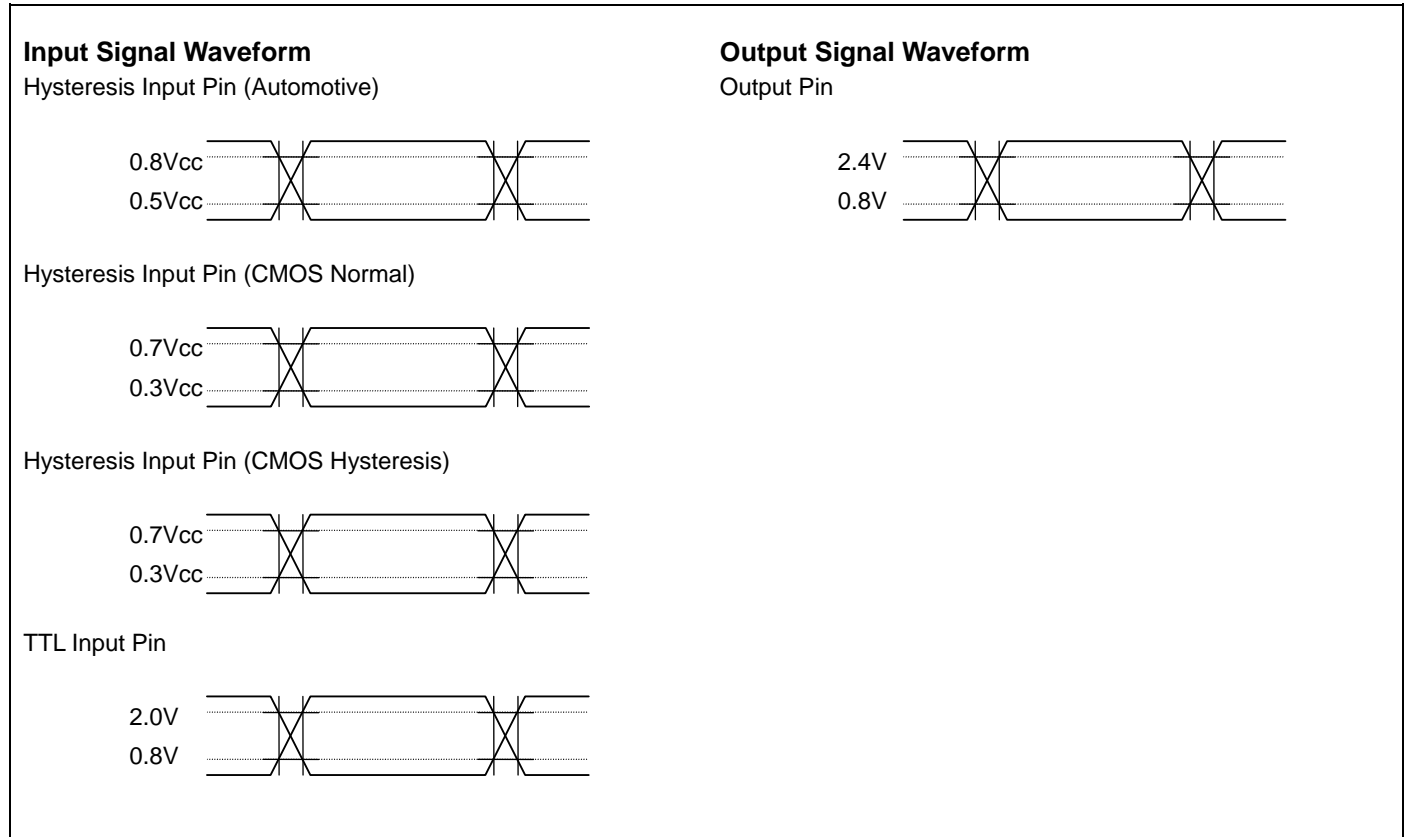 Input Signal Waveform
Hysteresis Input Pin (Automotive)
0.8Vcc
0.5Vcc
Hysteresis Input Pin (CMOS Normal)
0.7Vcc
0.3Vcc
Hysteresis Input Pin (CMOS Hysteresis)
0.7Vcc
0.3Vcc
TTL Input Pin
2.0V
0.8V
Output Signal Waveform
Output Pin
2.4V
0.8V